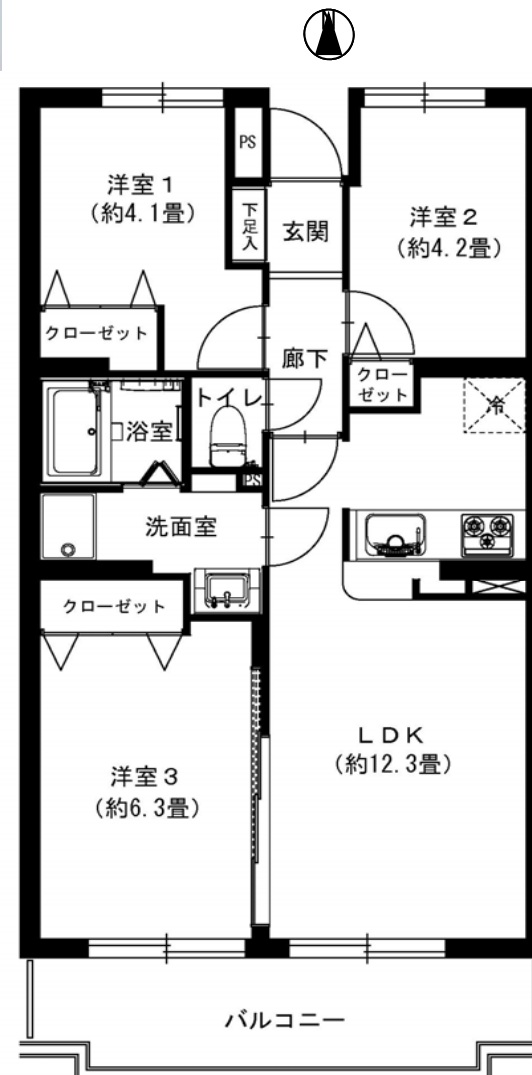 PS
洋室１
（約4.1畳）
下足入
玄関
洋室２
（約4.2畳）
クローゼット
廊下
クロー
ゼット
トイレ
浴室
冷
PS
洗面室
クローゼット
ＬＤＫ
（約12.3畳）
洋室３
（約6.3畳）
バルコニー